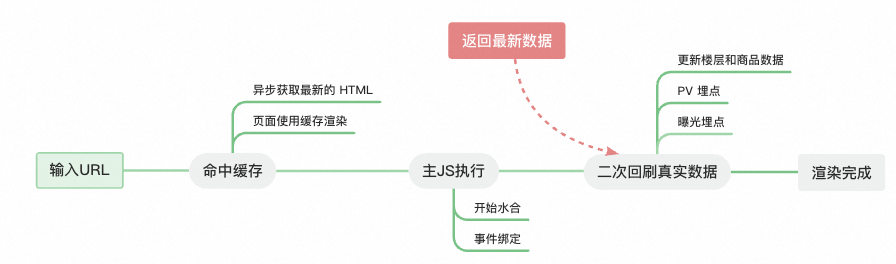 返回最新数据
更新楼层和商品数据
PV 埋点
曝光埋点
异步获取最新的 HTML
页面使用缓存渲染
输入URL
命中缓存
主JS执行
二次回刷真实数据
渲染完成
开始水合
事件绑定